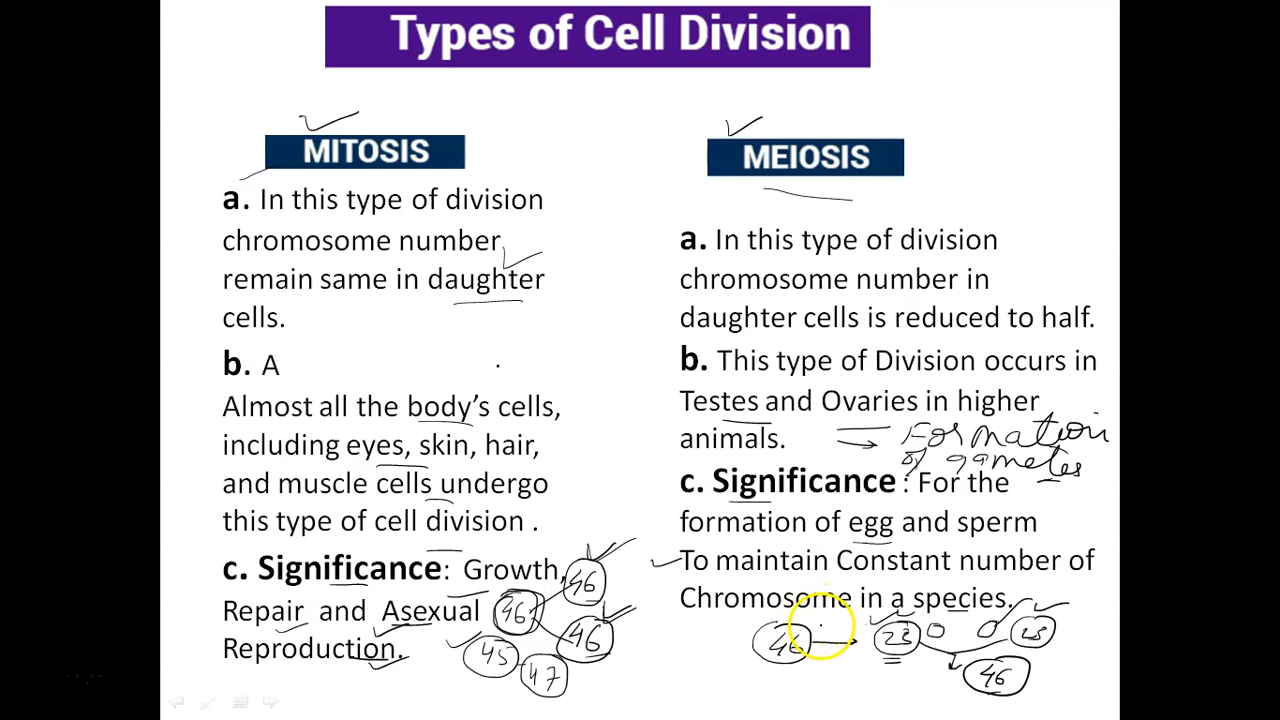 Types of Cell Division
MITOSIS
a. In this type of division
chromosome number
remain same in daughter
cells.
b. A
Almost all the body's cells,
including eyes, skin, hair,
and muscle cells undergo
this type of cell division .
c. Significance: Growth,
Repair and Asexual
Reproduction.
46
46
46
45
47
MEIOSIS
a. In this type of division
chromosome number in
daughter cells is reduced to half.
b. This type of Division occurs in
Testes and Ovaries in higher
animals.
→ Formation
of gametes
c. Significance : For the
formation of egg and sperm
To maintain Constant number of
Chromosome in a species.
46 → 23
46